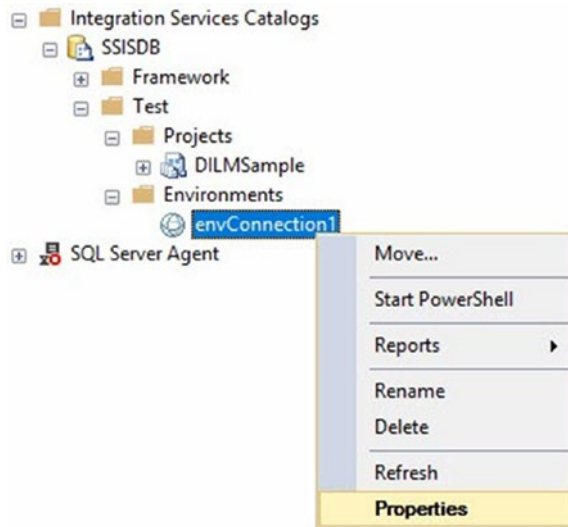 Integration Services Catalogs
SSISDB
Framework
Test
Projects
DILMSample
Environments
envConnection1
SQL Server Agent
Move...
Start PowerShell
Reports
Rename
Delete
Refresh
Properties